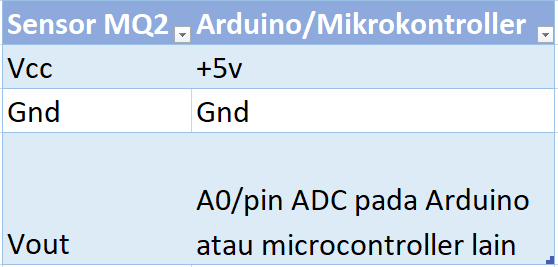 Sensor MQ2 Arduino/Mikrokontroller
Vcc +5v
Gnd Gnd
A0/pin ADC pada Arduino
Vout atau microcontroller lain